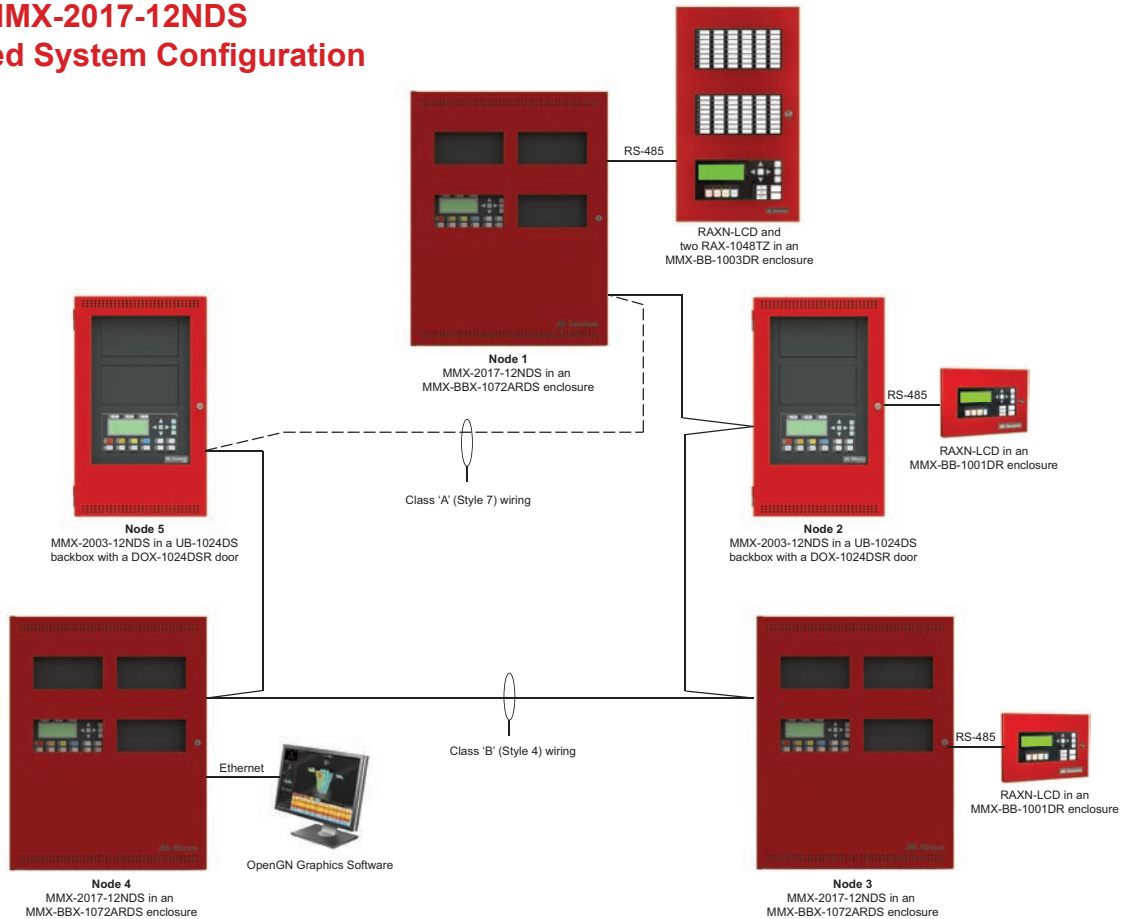 MMX-2017-12NDS
ed System Configuration
RS-485
RAXN-LCD and
two RAX-1048TZ in an
MMX-BB-1003DR enclosure
Node 1
MMX-2017-12NDS in an
MMX-BBX-1072ARDS enclosure
RS-485
RAXN-LCD in an
MMX-BB-1001DR enclosure
Class ‘A’ (Style 7) wiring
Node 5
MMX-2003-12NDS in a UB-1024DS
backbox with a DOX-1024DSR door
Node 2
MMX-2003-12NDS in a UB-1024DS
backbox with a DOX-1024DSR door
Class ‘B’ (Style 4) wiring
Ethernet
OpenGN Graphics Software
RS-485
RAXN-LCD in an
MMX-BB-1001DR enclosure
Node 4
MMX-2017-12NDS in an
MMX-BBX-1072ARDS enclosure
Node 3
MMX-2017-12NDS in an
MMX-BBX-1072ARDS enclosure